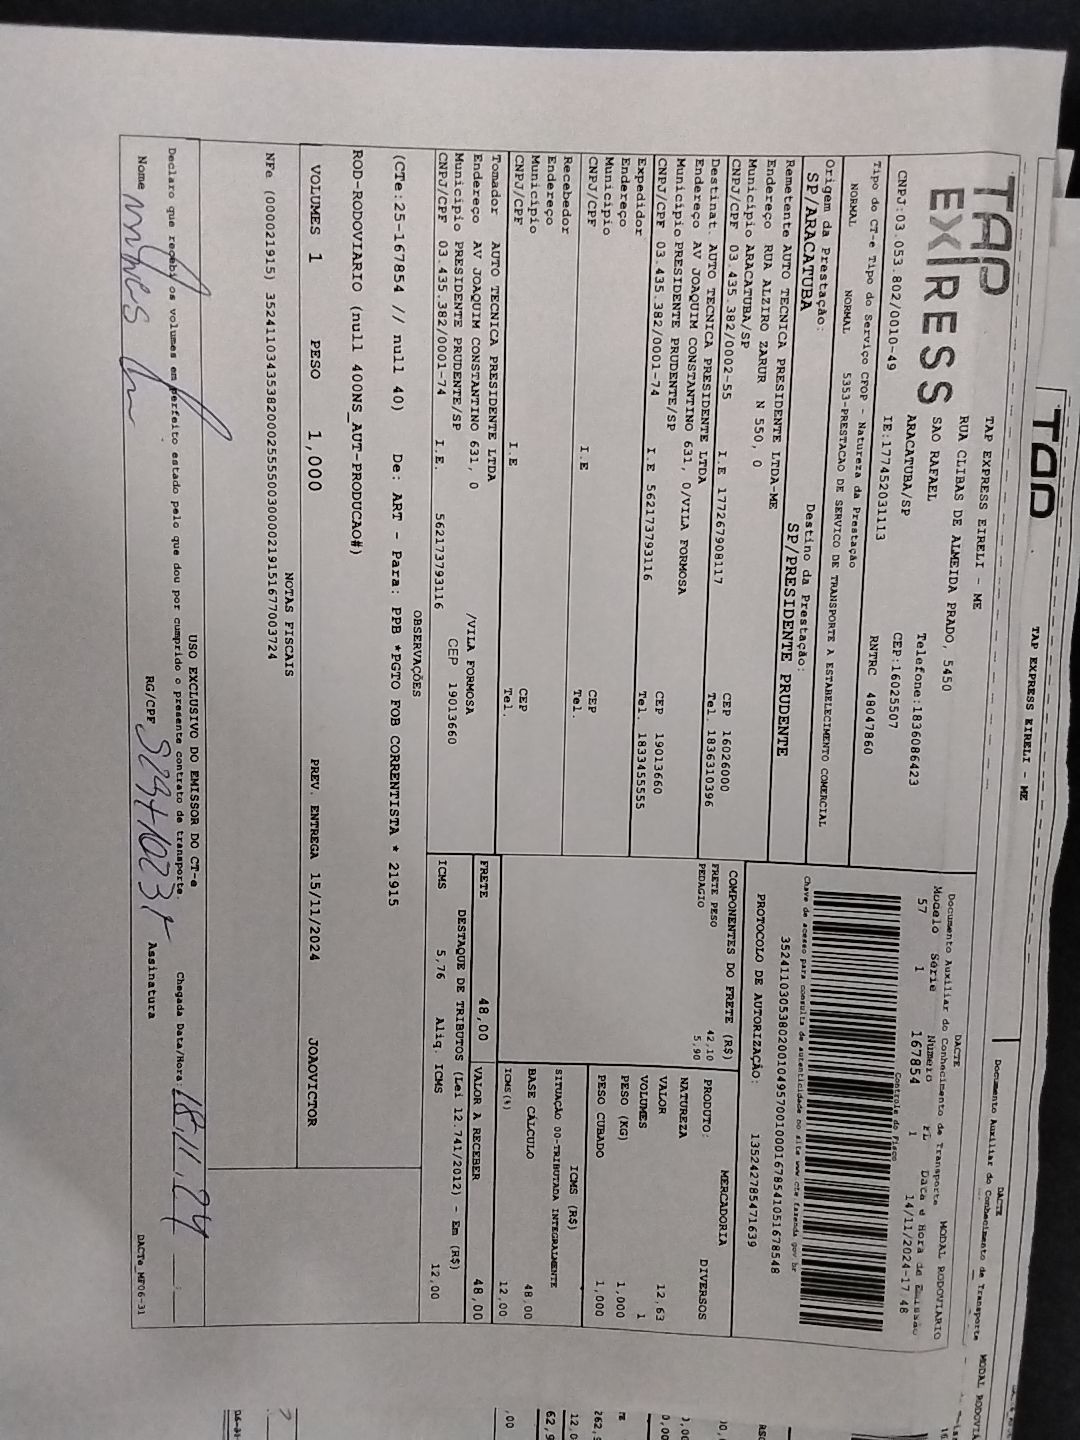 TAP
TAP EXPRESS EIRELI - ME
DACTE
Documento Auxiliar do Conhecimento de Transporte
TAP
EXPRESS
TAP EXPRESS EIRELI - ME
RUA CLIBAS DE ALMEIDA PRADO, 5450
SAO RAFAEL
ARACATUBA/SP
CEP:16025507
Telefone:1836086423
CNPJ:03.053.802/0010-49
IE:177452031113
RNTRC 48047860
DACTE
Documento Auxiliar do Conhecimento de Transporte
MODAL RODOVIARIO
Modelo Série Número FL Data e Hora de Emissão
57 1 167854 1 14/11/2024-17 48
Controle do Fisco
Tipo do CT-e Tipo do Serviço CFOP - Natureza da Prestação
NORMAL NORMAL 5353-PRESTACAO DE SERVICO DE TRANSPORTE A ESTABELECIMENTO COMERCIAL
Chave de acesso para consulta de autenticidade no site www.cte.fazenda.gov.br
35241103053802001049570010001678541051678548
Origem da Prestação: Destino da Prestação:
SP/ARACATUBA SP/PRESIDENTE PRUDENTE
PROTOCOLO DE AUTORIZAÇÃO: 135242785471639
Remetente AUTO TECNICA PRESIDENTE LTDA-ME
Endereço RUA ALZIRO ZARUR N 550, 0
Município ARACATUBA/SP CEP 16026000
CNPJ/CPF 03.435.382/0002-55 I.E 177267908117 Tel. 1836310396
Destinat. AUTO TECNICA PRESIDENTE LTDA
Endereço AV JOAQUIM CONSTANTINO 631, 0/VILA FORMOSA
Município PRESIDENTE PRUDENTE/SP CEP 19013660
CNPJ/CPF 03.435.382/0001-74 I.E 562173793116 Tel. 1833455555
Expedidor
Endereço
Município CEP
CNPJ/CPF I.E Tel.
Recebedor
Endereço
Município CEP
CNPJ/CPF I.E Tel.
Tomador AUTO TECNICA PRESIDENTE LTDA
Endereço AV JOAQUIM CONSTANTINO 631, 0 /VILA FORMOSA
Município PRESIDENTE PRUDENTE/SP CEP 19013660
CNPJ/CPF 03.435.382/0001-74 I.E. 562173793116
COMPONENTES DO FRETE (R$)
FRETE PESO 42,10
PEDAGIO 5,90
MERCADORIA
PRODUTO: DIVERSOS
NATUREZA
VALOR 12,63
VOLUMES 1
PESO (KG) 1,000
PESO CUBADO 1,000
ICMS (R$)
SITUAÇÃO 00-TRIBUTADA INTEGRALMENTE
BASE CÁLCULO 48,00
ICMS(%) 12,00
FRETE 48,00 VALOR A RECEBER 48,00
DESTAQUE DE TRIBUTOS (Lei 12.741/2012) - Em (R$)
ICMS 5,76 Aliq. ICMS 12,00
OBSERVAÇÕES
(CTe:25-167854 // null 40) De: ART - Para: PPB *PGTO FOB CORRENTISTA * 21915
ROD-RODOVIARIO (null 400NS_AUT-PRODUCAO#)
VOLUMES 1 PESO 1,000 PREV. ENTREGA 15/11/2024 JOAOVICTOR
NOTAS FISCAIS
NFe (000021915) 35241103435382000255550030000219151677003724
USO EXCLUSIVO DO EMISSOR DO CT-e
Declaro que recebi os volumes em perfeito estado pelo que dou por cumprido o presente contrato de transporte.
Nome RG/CPF Assinatura Chegada Data/Hora: 18.11.24
DACTe_MF06-31